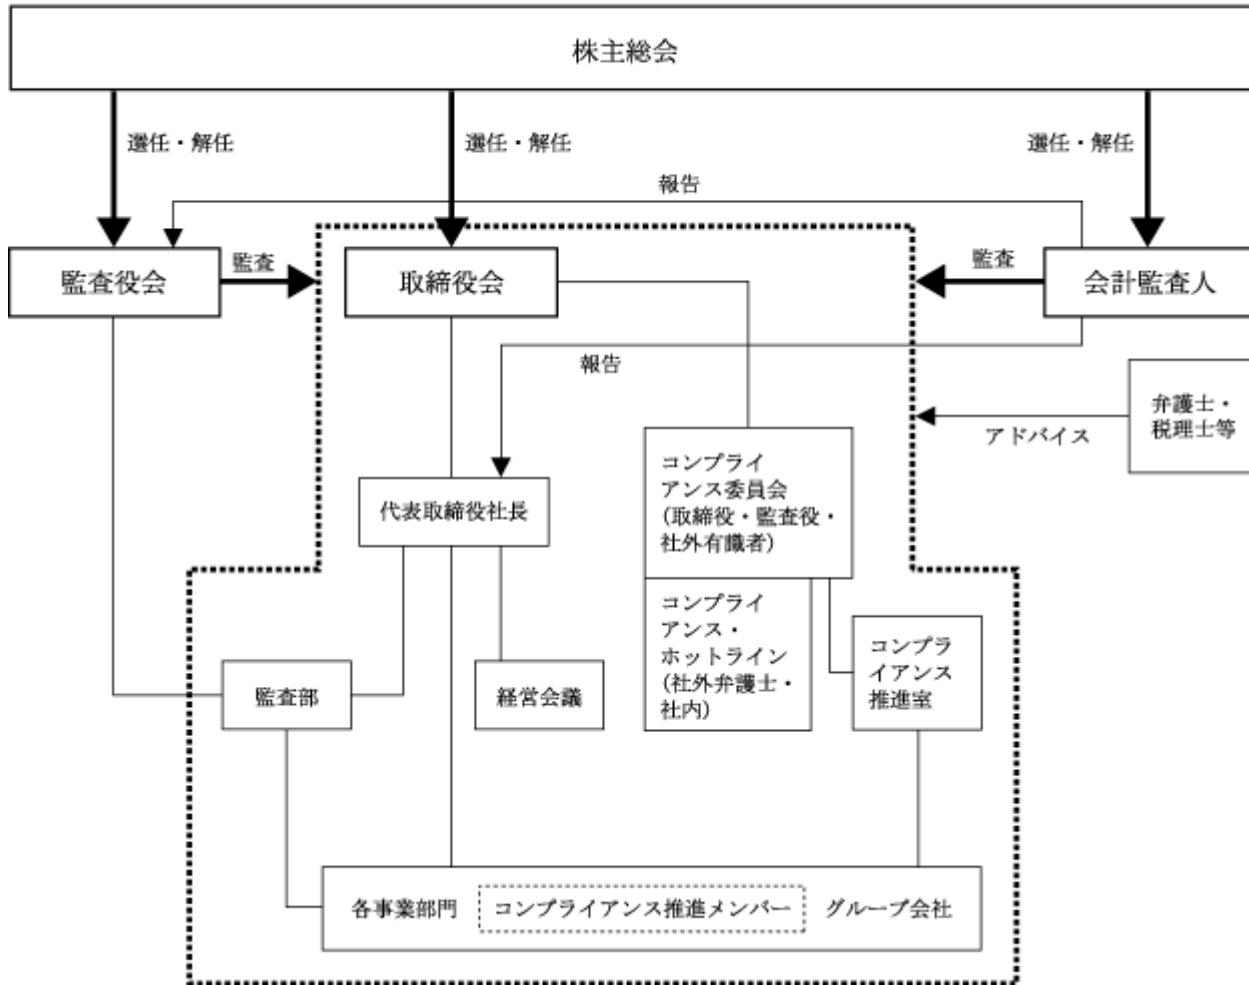 株主総会
選任・解任
選任・解任
選任・解任
報告
監査役会
監査
取締役会
監査
会計監査人
報告
弁護士・
税理士等
アドバイス
コンプライ
アンス委員会
(取締役・監査役・
社外有識者)
代表取締役社長
コンプライ
アンス・
ホットライン
(社外弁護士・
社内)
コンプラ
イアンス
推進室
監査部
経営会議
各事業部門
コンプライアンス推進メンバー
グループ会社